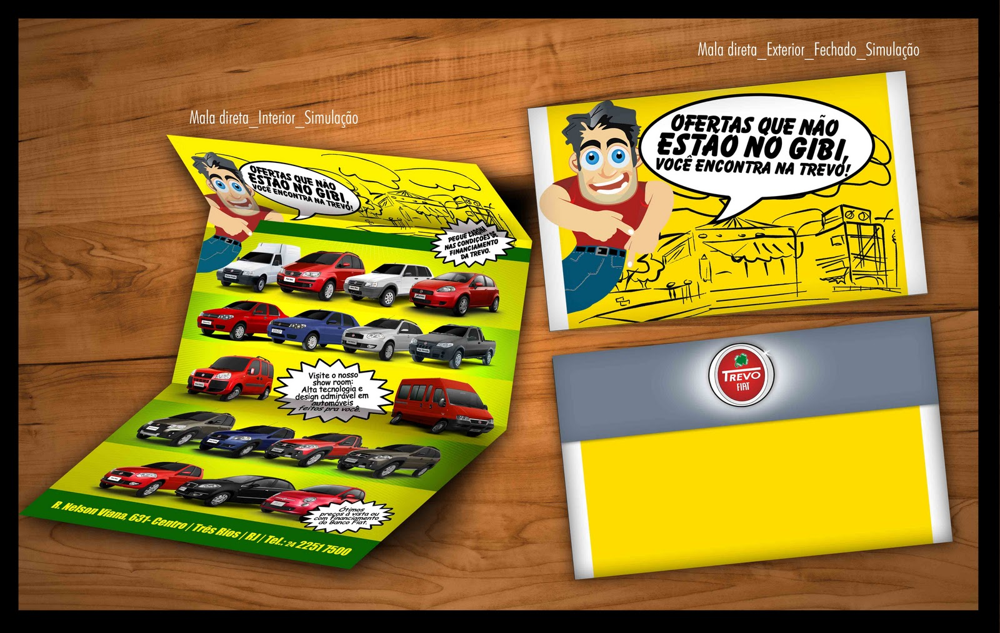 Mala direta_Exterior_Fechado_Simulação
Mala direta_Interior_Simulação
OFERTAS QUE NÃO
ESTÃO NO GIBI,
VOCÊ ENCONTRA NA TREVO!
PEGUE CARONA
NAS CONDIÇÕES DE
FINANCIAMENTO
DA TREVO.
Visite o nosso
show room:
Alta tecnologia e
design admirável em
automóveis
feitos pra você.
Ótimos
preços à vista ou
com financiamento
do Banco Fiat.
R. Nelson Viana, 631- Centro | Três Rios | RJ | Tel.: 24 2251 7500
OFERTAS QUE NÃO
ESTÃO NO GIBI,
VOCÊ ENCONTRA NA TREVO!
TREVO
FIAT